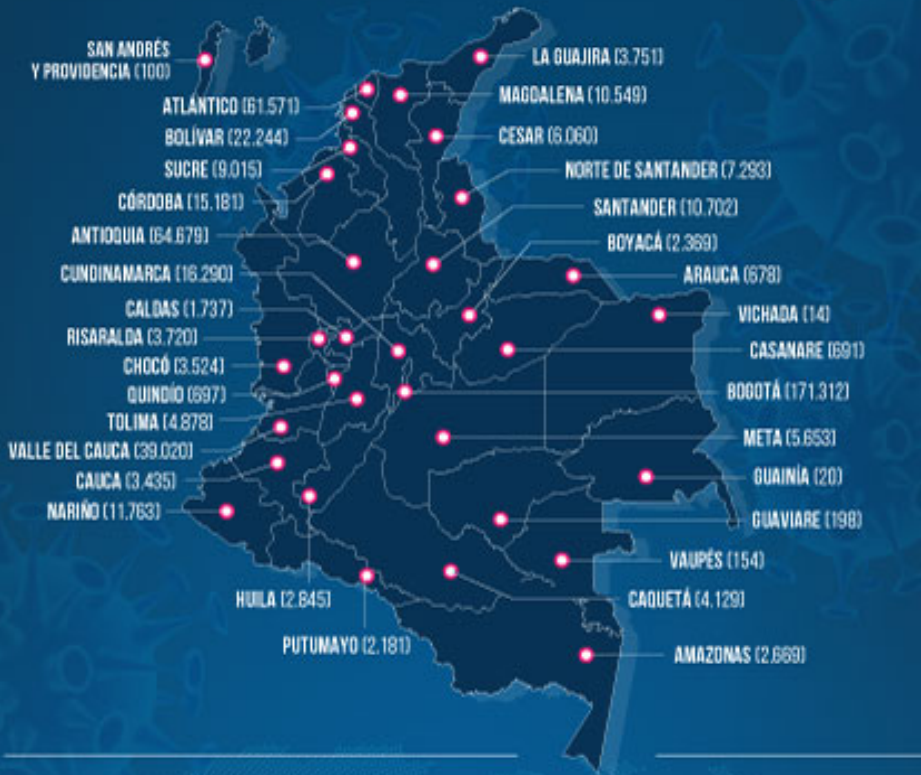 SAN ANDRÉS
Y PROVIDENCIA (100)
ATLÁNTICO (61.571)
BOLÍVAR (22.244)
SUCRE (9.015)
CÓRDOBA (15.181)
ANTIOQUIA (64.679)
CUNDINAMARCA (16.290)
CALDAS (1.737)
RISARALDA (3.720)
CHOCÓ (3.524)
QUINDÍO (697)
TOLIMA (4.878)
VALLE DEL CAUCA (39.020)
CAUCA (3.435)
NARIÑO (11.763)
HUILA (2.845)
PUTUMAYO (2.181)
LA GUAJIRA (3.751)
MAGDALENA (10.549)
CESAR (6.060)
NORTE DE SANTANDER (7.293)
SANTANDER (10.702)
BOYACÁ (2.369)
ARAUCA (678)
VICHADA (14)
CASANARE (691)
BOGOTÁ (171.312)
META (5.653)
GUAINÍA (20)
GUAVIARE (198)
VAUPÉS (154)
CAQUETÁ (4.129)
AMAZONAS (2.669)